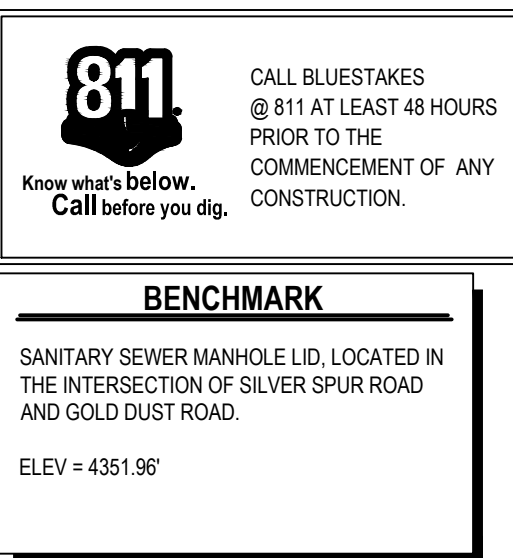 811
Know what's below.
Call before you dig.
CALL BLUESTAKES
@ 811 AT LEAST 48 HOURS
PRIOR TO THE
COMMENCEMENT OF ANY
CONSTRUCTION.
BENCHMARK
SANITARY SEWER MANHOLE LID, LOCATED IN
THE INTERSECTION OF SILVER SPUR ROAD
AND GOLD DUST ROAD.
ELEV = 4351.96'